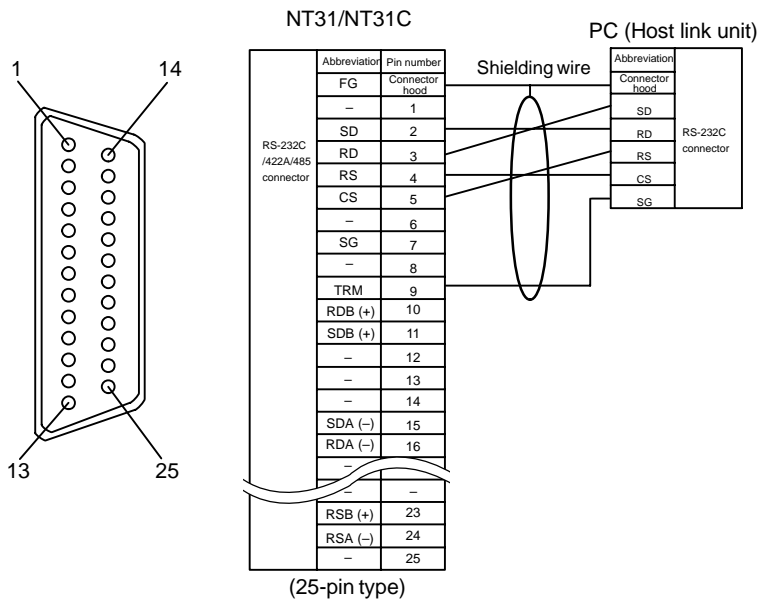 NT31/NT31C
PC (Host link unit)
1
14
13
25
RS-232C
/422A/485
connector
Abbreviation Pin number
FG Connector hood
– 1
SD 2
RD 3
RS 4
CS 5
– 6
SG 7
– 8
TRM 9
RDB (+) 10
SDB (+) 11
– 12
– 13
– 14
SDA (–) 15
RDA (–) 16
–
– –
RSB (+) 23
RSA (–) 24
– 25
(25-pin type)
Shielding wire
Abbreviation
Connector
hood
SD
RD
RS
CS
SG
RS-232C
connector